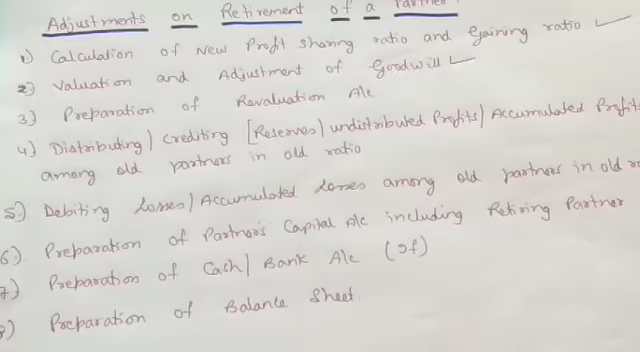 Adjustments on Retirement of a Partner
1) Calculation of New Profit sharing ratio and Gaining ratio
2) Valuation and Adjustment of Goodwill
3) Preparation of Revaluation A/c
4) Distributing/ crediting [Reserves/ undistributed Profits/ Accumulated Profits
among old partners in old ratio
5.) Debiting Losses/ Accumulated Losses among old partners in old
6.) Preparation of Partner's Capital A/c including Retiring Partner
7) Preparation of Cash/ Bank A/c (If)
8) Preparation of Balance Sheet.